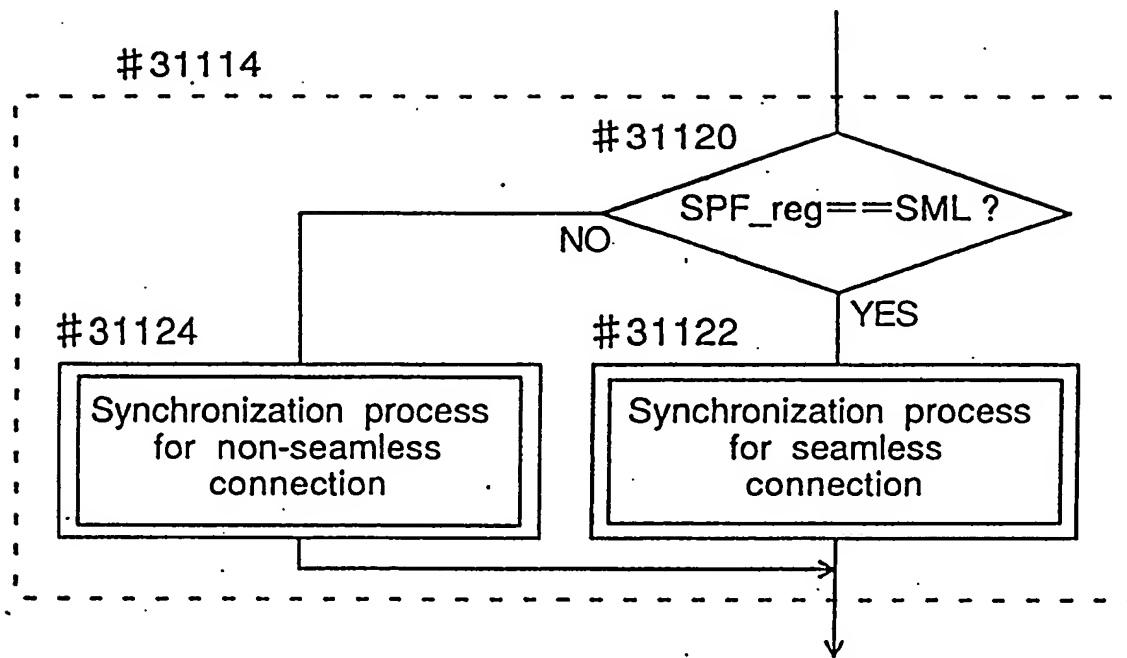 #31114
#31120
SPF_reg==SML ?
NO
YES
#31124
#31122
Synchronization process
for non-seamless
connection
Synchronization process
for seamless
connection